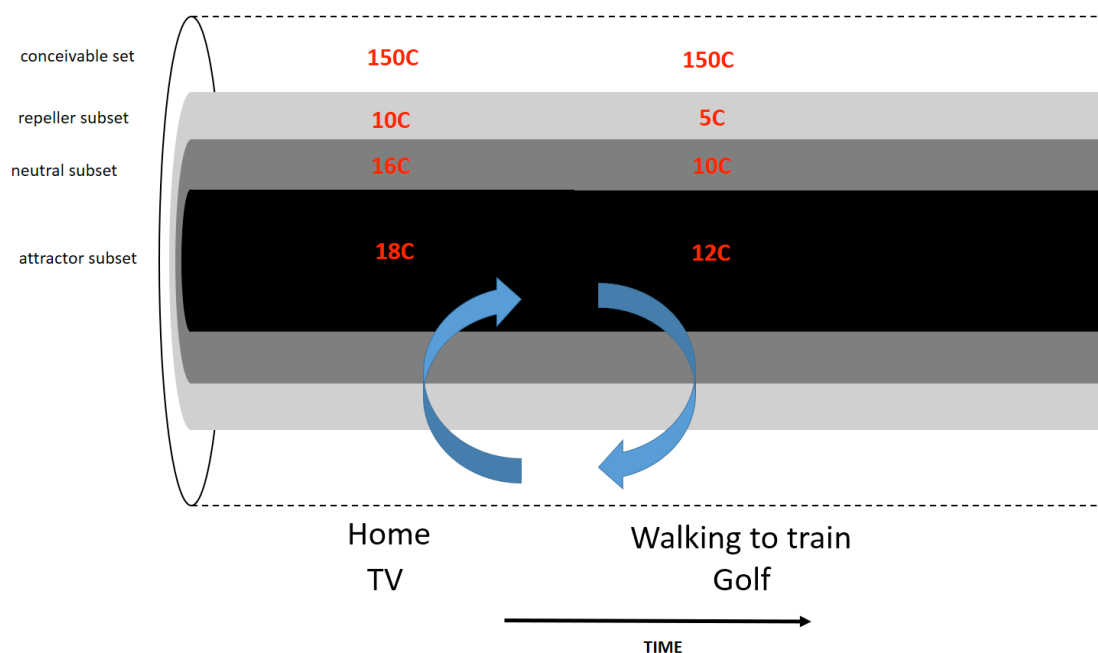 conceivable set 150C 150C
repeller subset 10C 5C
neutral subset 16C 10C
attractor subset 18C 12C
Home Walking to train
TV Golf
TIME